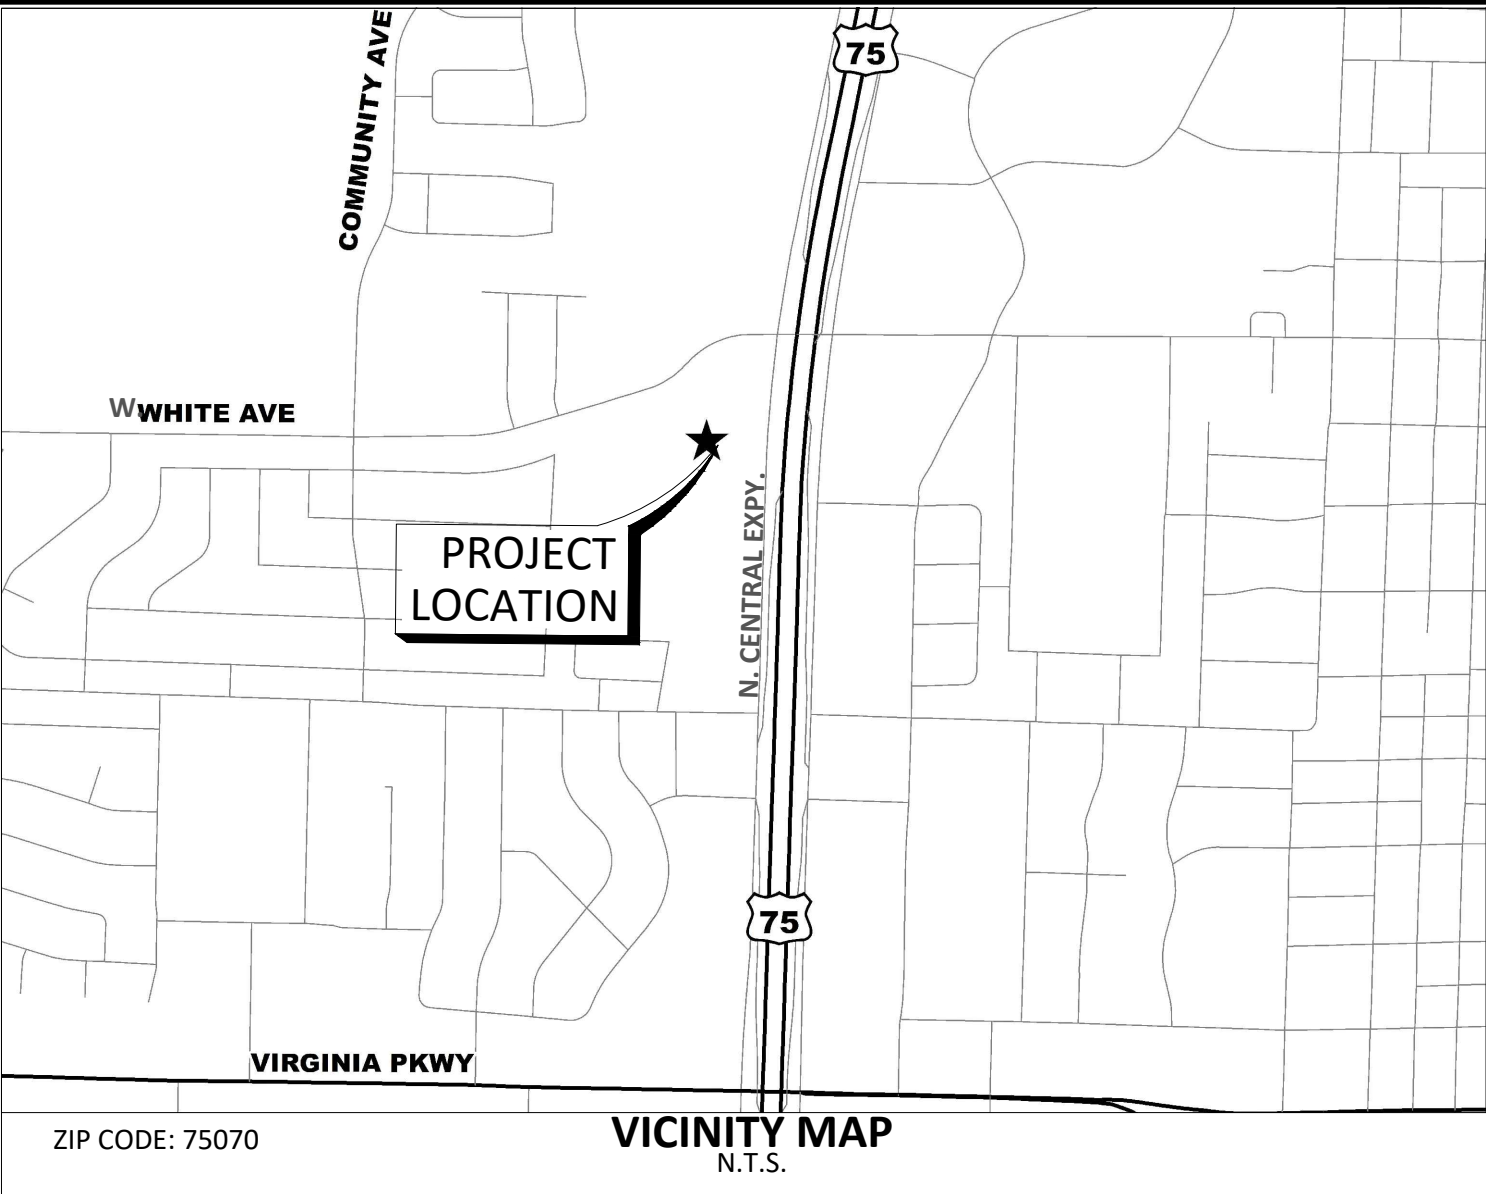 COMMUNITY AVE
75
W. WHITE AVE
N. CENTRAL EXPY.
PROJECT
LOCATION
75
VIRGINIA PKWY
VICINITY MAP
N.T.S.
ZIP CODE: 75070